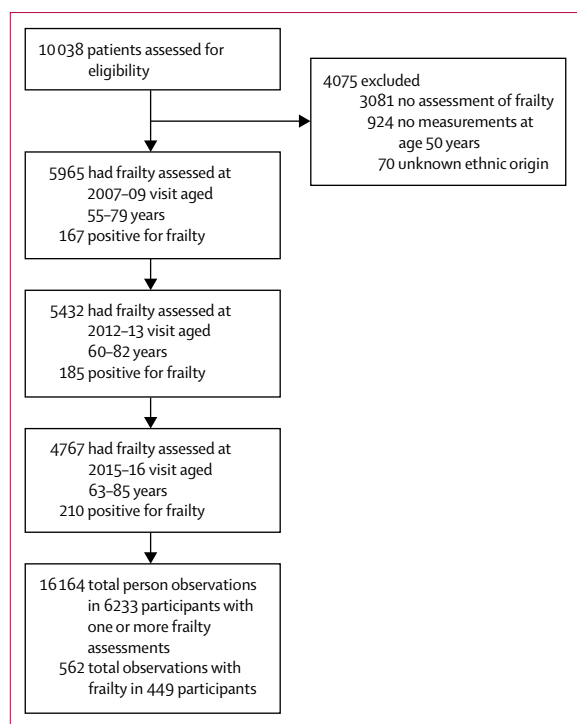 10 038 patients assessed for
eligibility
4075 excluded
3081 no assessment of frailty
924 no measurements at
age 50 years
70 unknown ethnic origin
5965 had frailty assessed at
2007–09 visit aged
55–79 years
167 positive for frailty
5432 had frailty assessed at
2012–13 visit aged
60–82 years
185 positive for frailty
4767 had frailty assessed at
2015–16 visit aged
63–85 years
210 positive for frailty
16 164 total person observations
in 6233 participants with
one or more frailty
assessments
562 total observations with
frailty in 449 participants